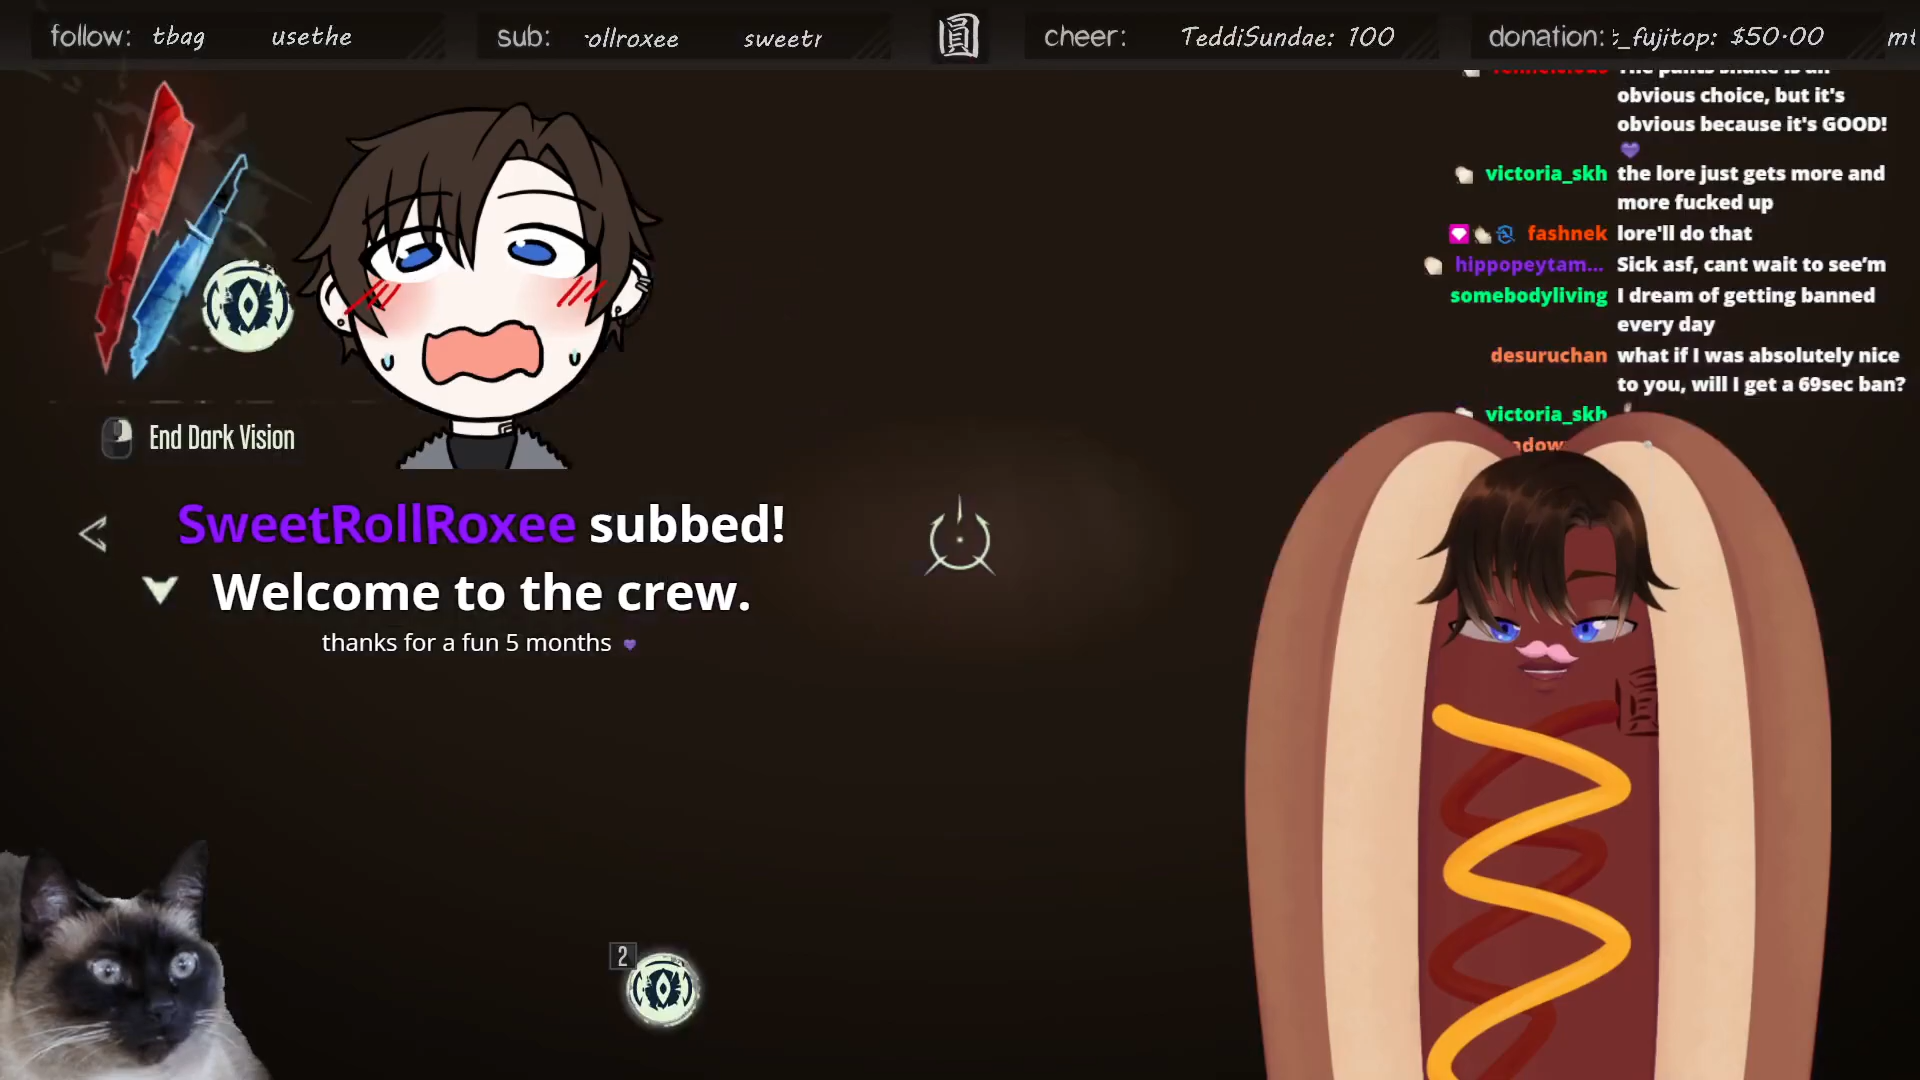 follow: tbag usethe sub: ollroxee sweetr 圓 cheer: TeddiSundae: 100 donation: t_fujitop: $50.00
obvious choice, but it's
obvious because it's GOOD!
💜
victoria_skh the lore just gets more and
more fucked up
fashnek lore'll do that
hippopeytam... Sick asf, cant wait to see'm
somebodyliving I dream of getting banned
every day
desuruchan what if I was absolutely nice
to you, will I get a 69sec ban?
victoria_skh
End Dark Vision
SweetRollRoxee subbed!
Welcome to the crew.
thanks for a fun 5 months 💜
圓
2